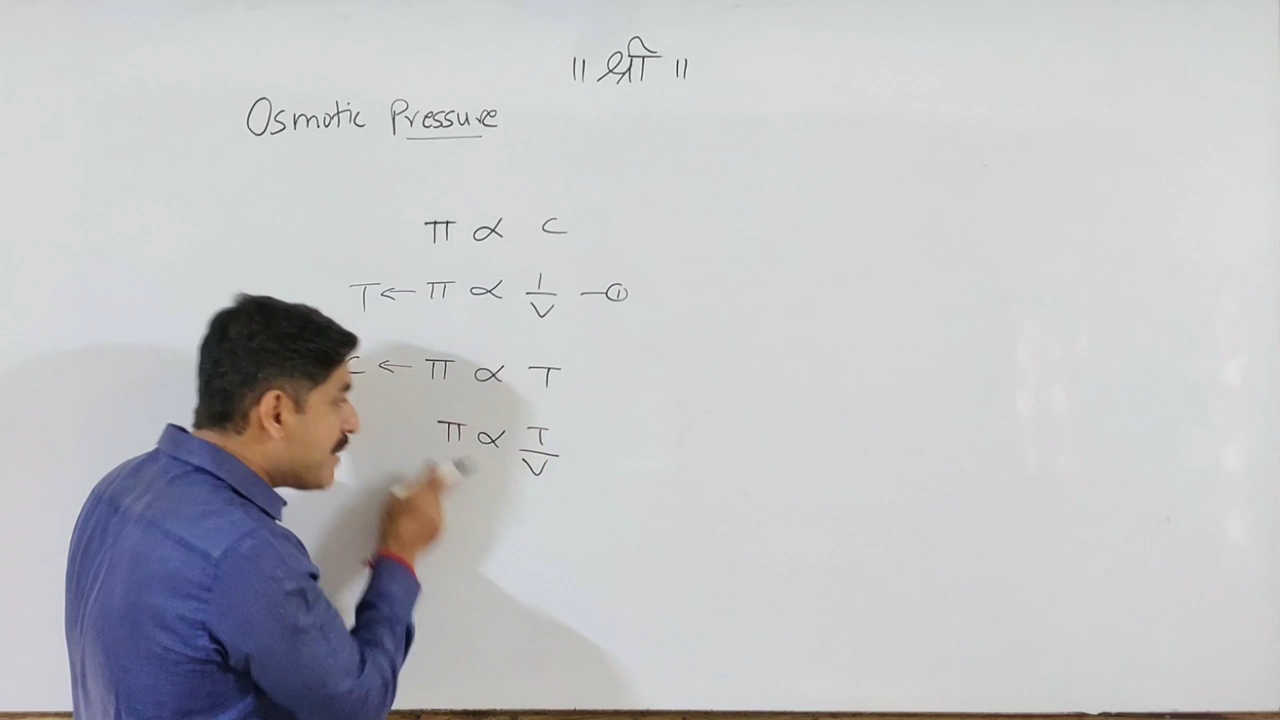 ॥ श्री ॥
Osmotic Pressure
π ∝ C
T ← π ∝ 1/V —①
C ← π ∝ T
π ∝ T/V